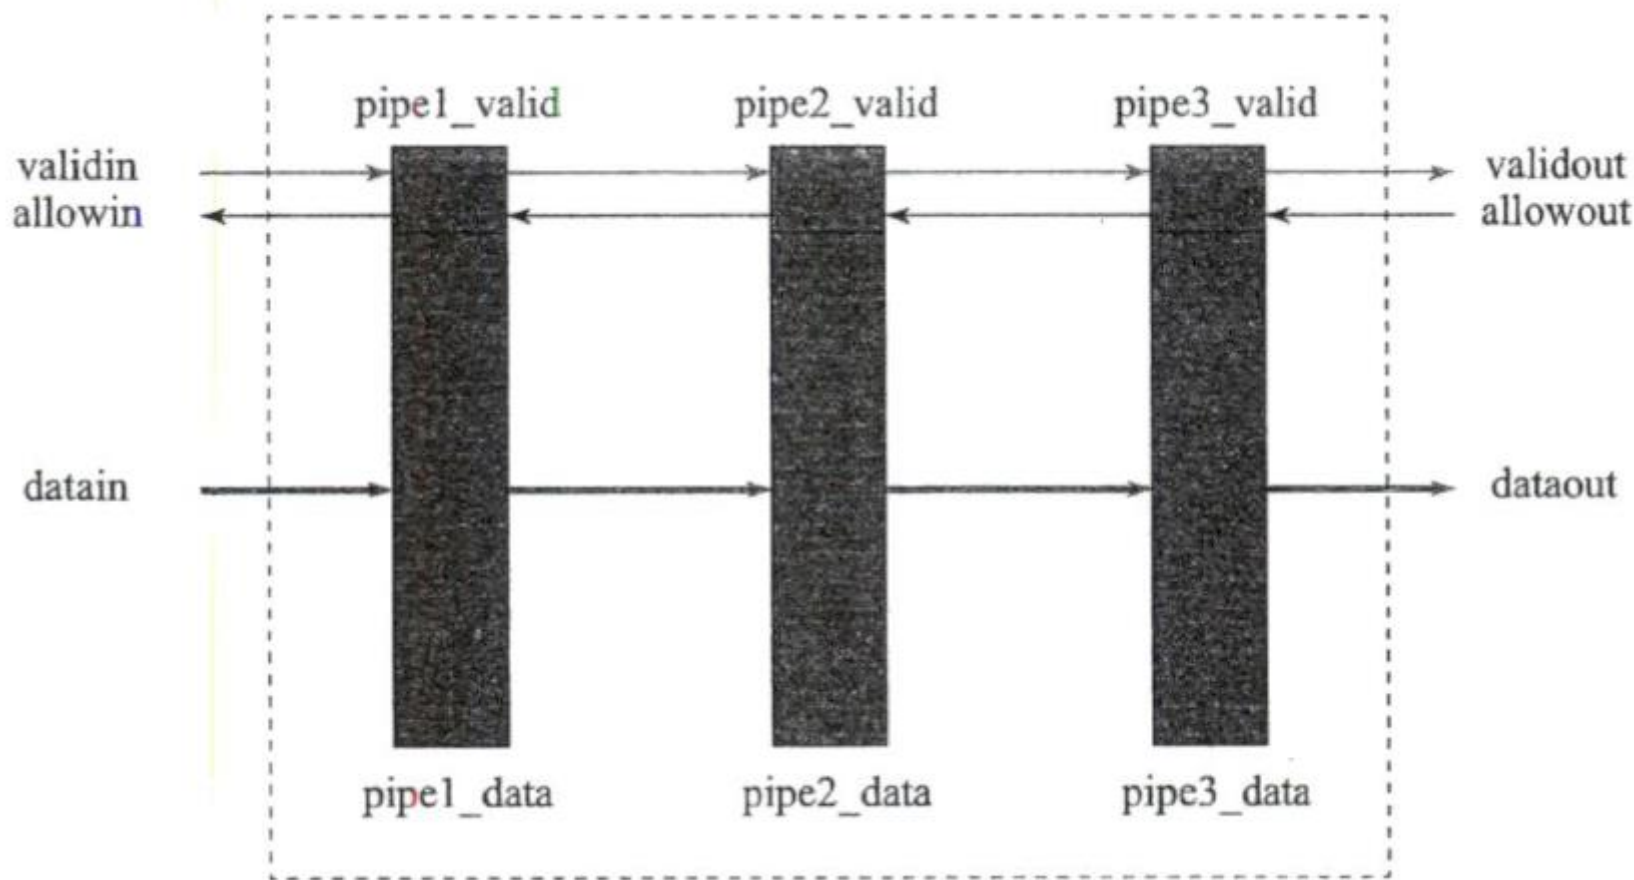 pipe1_valid pipe2_valid pipe3_valid
validin validout
allowin allowout
datain dataout
pipe1_data pipe2_data pipe3_data